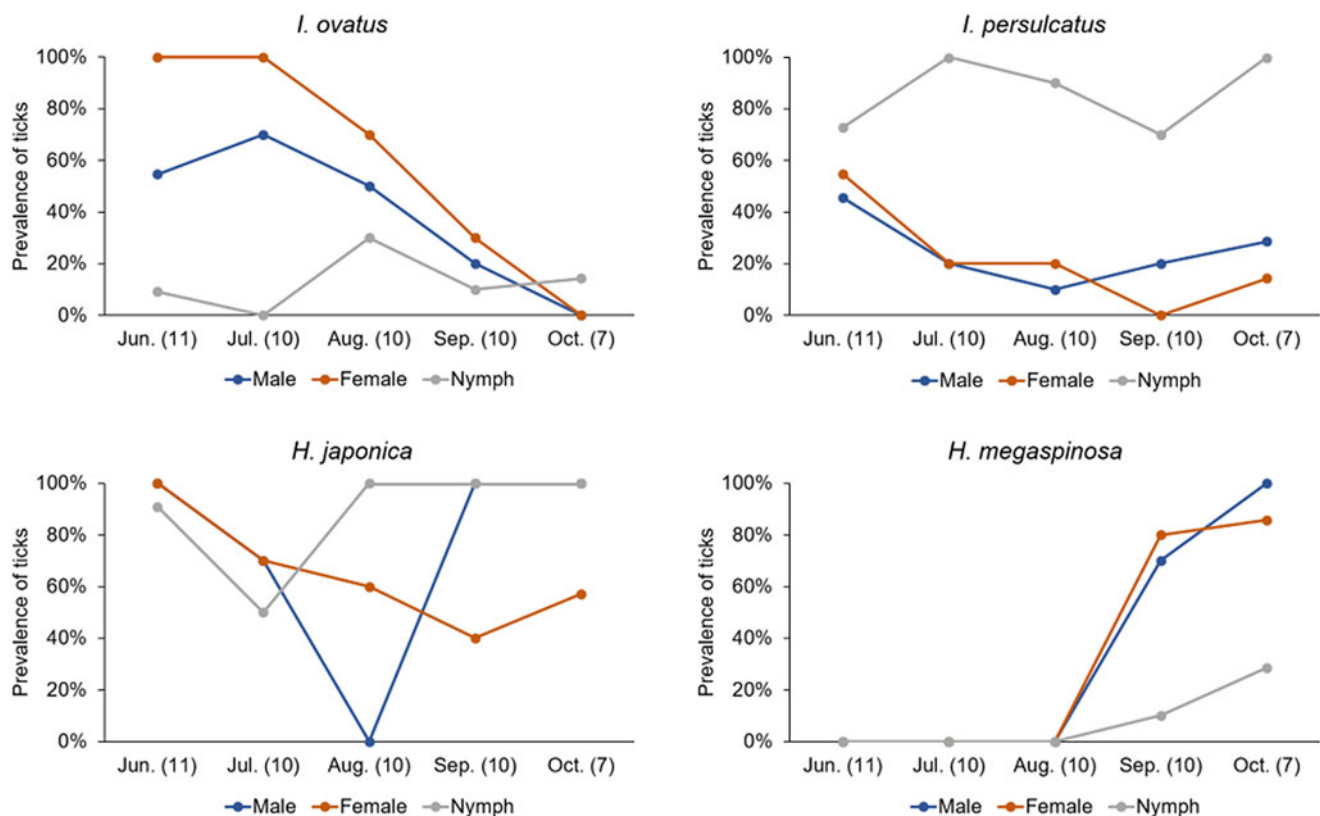 I. ovatus
100%
80%
60%
40%
20%
0%
Prevalence of ticks
Jun. (11) Jul. (10) Aug. (10) Sep. (10) Oct. (7)
Male Female Nymph
I. persulcatus
100%
80%
60%
40%
20%
0%
Prevalence of ticks
Jun. (11) Jul. (10) Aug. (10) Sep. (10) Oct. (7)
Male Female Nymph
H. japonica
100%
80%
60%
40%
20%
0%
Prevalence of ticks
Jun. (11) Jul. (10) Aug. (10) Sep. (10) Oct. (7)
Male Female Nymph
H. megaspinosa
100%
80%
60%
40%
20%
0%
Prevalence of ticks
Jun. (11) Jul. (10) Aug. (10) Sep. (10) Oct. (7)
Male Female Nymph